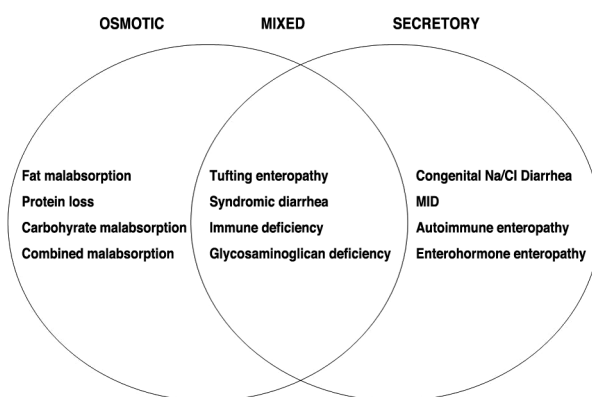 OSMOTIC MIXED SECRETORY
Fat malabsorption
Protein loss
Carbohyrate malabsorption
Combined malabsorption
Tufting enteropathy
Syndromic diarrhea
Immune deficiency
Glycosaminoglican deficiency
Congenital Na/Cl Diarrhea
MID
Autoimmune enteropathy
Enterohormone enteropathy